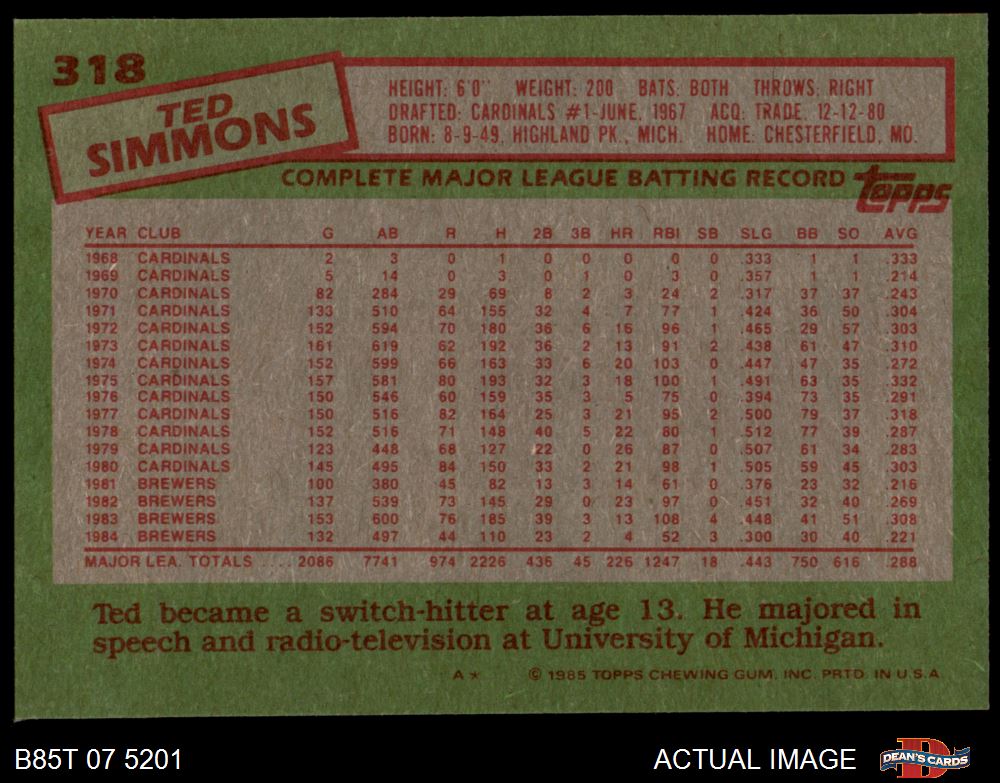 318
TED
SIMMONS
HEIGHT: 6'0" WEIGHT: 200 BATS: BOTH THROWS: RIGHT
DRAFTED: CARDINALS #1-JUNE, 1967 ACQ: TRADE, 12-12-80
BORN: 8-9-49, HIGHLAND PK., MICH. HOME: CHESTERFIELD, MO.
COMPLETE MAJOR LEAGUE BATTING RECORD topps
YEAR CLUB G AB R H 2B 3B HR RBI SB SLG BB SO AVG
1968 CARDINALS 2 3 0 1 0 0 0 0 0 .333 1 1 .333
1969 CARDINALS 5 14 0 3 0 1 0 3 0 .357 1 1 .214
1970 CARDINALS 82 284 29 69 8 2 3 24 2 .317 37 37 .243
1971 CARDINALS 133 510 64 155 32 4 7 77 1 .424 36 50 .304
1972 CARDINALS 152 594 70 180 36 6 16 96 1 .465 29 57 .303
1973 CARDINALS 161 619 62 192 36 2 13 91 2 .438 61 47 .310
1974 CARDINALS 152 599 66 163 33 6 20 103 0 .447 47 35 .272
1975 CARDINALS 157 581 80 193 32 3 18 100 1 .491 63 35 .332
1976 CARDINALS 150 546 60 159 35 3 5 75 0 .394 73 35 .291
1977 CARDINALS 150 516 82 164 25 3 21 95 2 .500 79 37 .318
1978 CARDINALS 152 516 71 148 40 5 22 80 1 .512 77 39 .287
1979 CARDINALS 123 448 68 127 22 0 26 87 0 .507 61 34 .283
1980 CARDINALS 145 495 84 150 33 2 21 98 1 .505 59 45 .303
1981 BREWERS 100 380 45 82 13 3 14 61 0 .376 23 32 .216
1982 BREWERS 137 539 73 145 29 0 23 97 0 .451 32 40 .269
1983 BREWERS 153 600 76 185 39 3 13 108 4 .448 41 51 .308
1984 BREWERS 132 497 44 110 23 2 4 52 3 .300 30 40 .221
MAJOR LEA. TOTALS .... 2086 7741 974 2226 436 45 226 1247 18 .443 750 616 .288
Ted became a switch-hitter at age 13. He majored in
speech and radio-television at University of Michigan.
A* © 1985 TOPPS CHEWING GUM, INC. PRTD. IN U.S.A.
B85T 07 5201 ACTUAL IMAGE DEAN'S CARDS